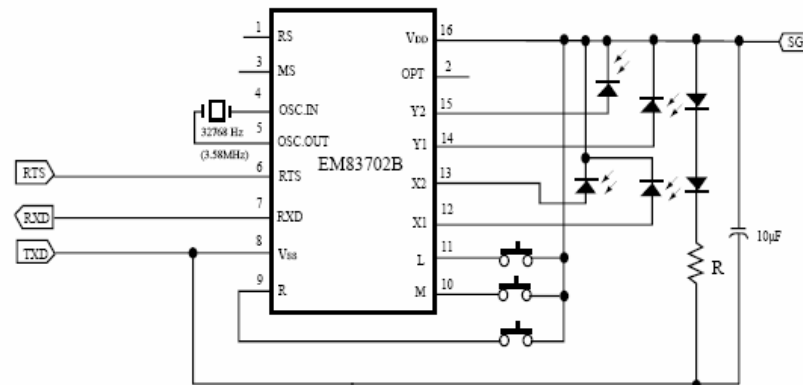 1
RS
3
MS
4
OSC.IN
32768 Hz
(3.58MHz)
5
OSC.OUT
RTS
6
RTS
RXD
7
RXD
TXD
8
Vss
9
R
EM83702B
VDD
16
SG
OPT
2
Y2
15
Y1
14
X2
13
X1
12
L
11
M
10
R
10µF